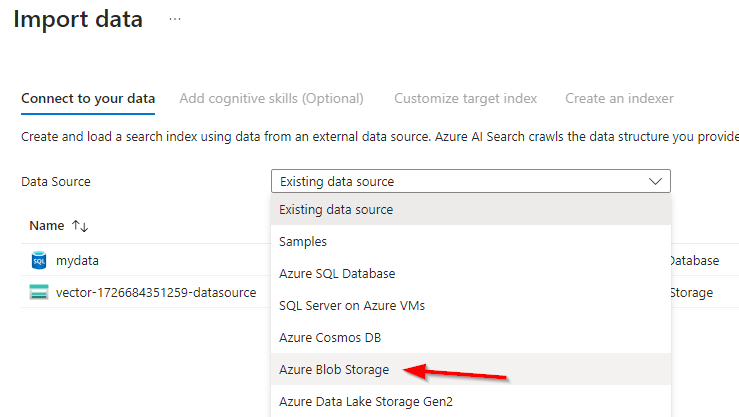 Import data ...
Connect to your data Add cognitive skills (Optional) Customize target index Create an indexer
Create and load a search index using data from an external data source. Azure AI Search crawls the data structure you provide
Data Source Existing data source
Existing data source
Name
Samples
mydata Database
Azure SQL Database
vector-1726684351259-datasource Storage
SQL Server on Azure VMs
Azure Cosmos DB
Azure Blob Storage
Azure Data Lake Storage Gen2